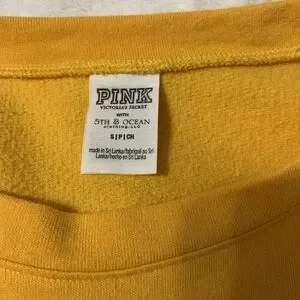 PINK
VICTORIA'S SECRET
WITH
5TH & OCEAN
clothing, LLC
S|P|CH
made in Sri Lanka/fabriqué au Sri
Lanka/hecho en Sri Lanka